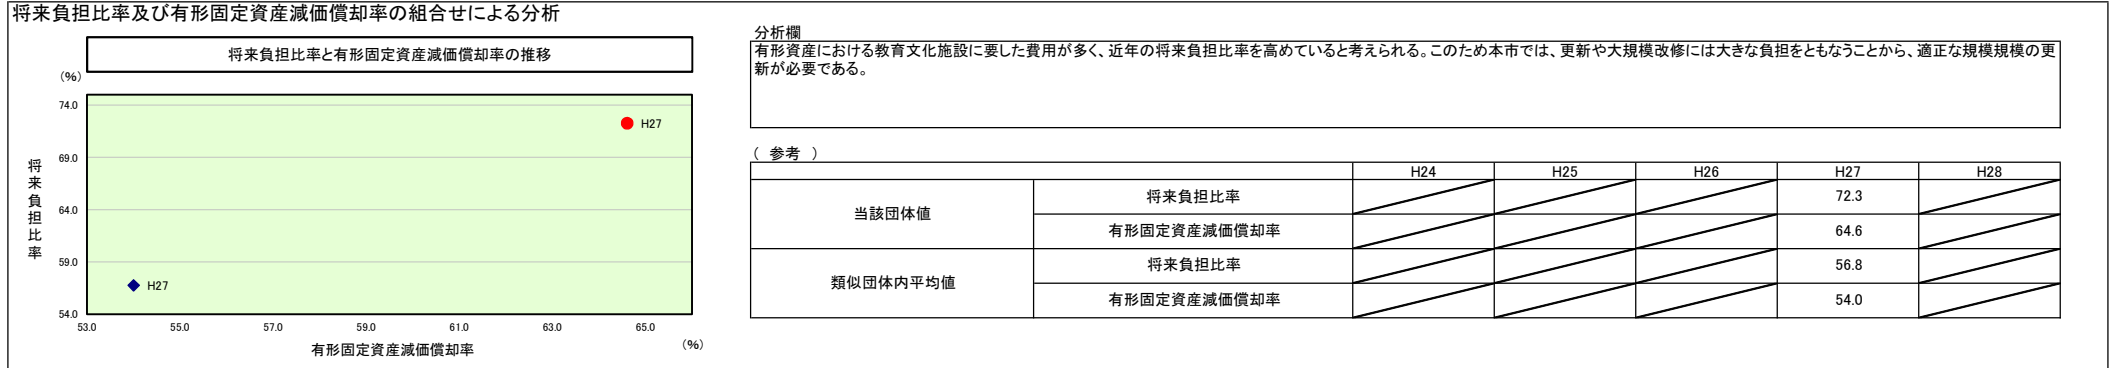 将来負担比率及び有形固定資産減価償却率の組合せによる分析
将来負担比率と有形固定資産減価償却率の推移
(%)
74.0
69.0
64.0
59.0
54.0
将来負担比率
H27
H27
53.0 55.0 57.0 59.0 61.0 63.0 65.0
有形固定資産減価償却率
(%)
分析欄
有形資産における教育文化施設に要した費用が多く、近年の将来負担比率を高めていると考えられる。このため本市では、更新や大規模改修には大きな負担をともなうことから、適正な規模規模の更
新が必要である。
( 参考 )
H24 H25 H26 H27 H28
当該団体値
将来負担比率 72.3
有形固定資産減価償却率 64.6
類似団体内平均値
将来負担比率 56.8
有形固定資産減価償却率 54.0